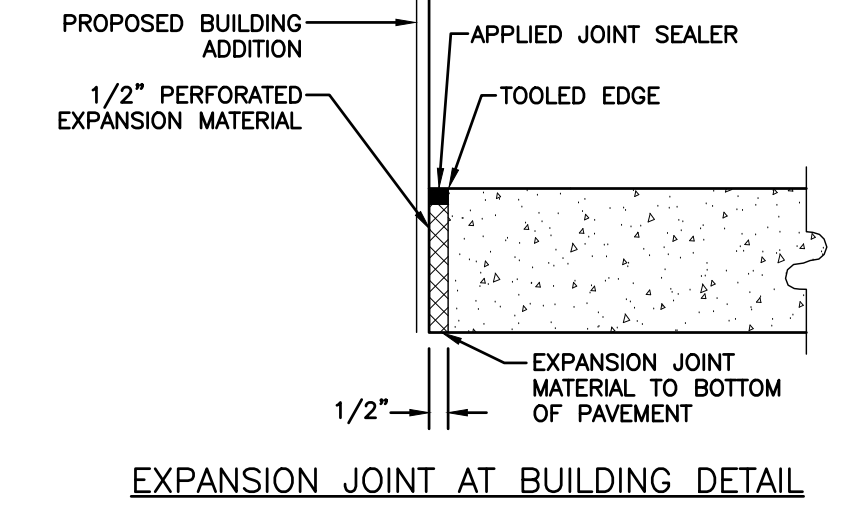 PROPOSED BUILDING
ADDITION
APPLIED JOINT SEALER
1/2" PERFORATED
EXPANSION MATERIAL
TOOLED EDGE
EXPANSION JOINT
MATERIAL TO BOTTOM
OF PAVEMENT
1/2"
EXPANSION JOINT AT BUILDING DETAIL